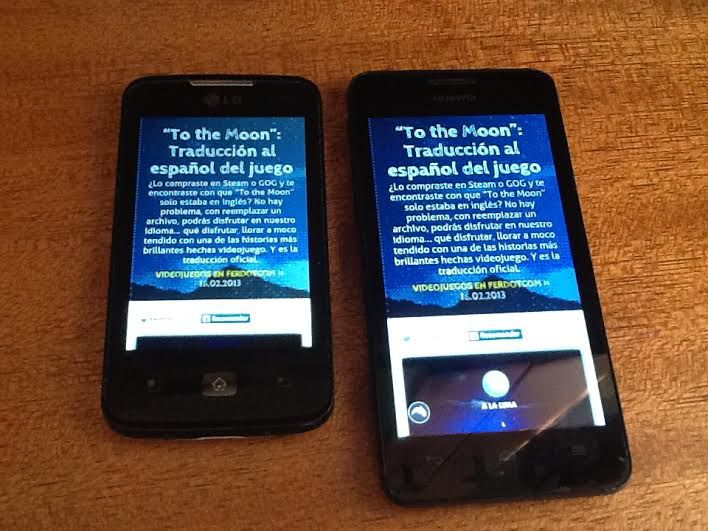 LG
"To the Moon":
Traducción al
español del juego
¿Lo compraste en Steam o GOG y te
encontraste con que "To the Moon"
solo estaba en inglés? No hay
problema, con reemplazar un
archivo, podrás disfrutar en nuestro
idioma... qué disfrutar, llorar a moco
tendido con una de las historias más
brillantes hechas videojuego. Y es la
traducción oficial.
VIDEOJUEGOS EN FERDOTCOM »
16.02.2013
Recomendar
HUAWEI
"To the Moon":
Traducción al
español del juego
¿Lo compraste en Steam o GOG y te
encontraste con que "To the Moon"
solo estaba en inglés? No hay
problema, con reemplazar un
archivo, podrás disfrutar en nuestro
idioma... qué disfrutar, llorar a moco
tendido con una de las historias más
brillantes hechas videojuego. Y es la
traducción oficial.
VIDEOJUEGOS EN FERDOTCOM »
16.02.2013
Recomendar
A LA LUNA